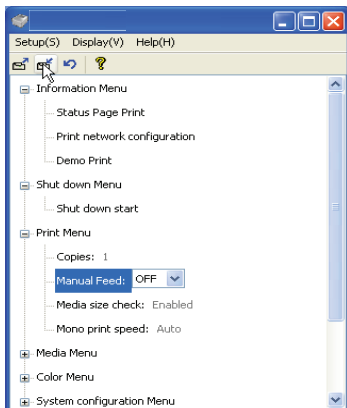 Setup(S) Display(V) Help(H)
Information Menu
Status Page Print
Print network configuration
Demo Print
Shut down Menu
Shut down start
Print Menu
Copies: 1
Manual Feed: OFF
Media size check: Enabled
Mono print speed: Auto
Media Menu
Color Menu
System configuration Menu